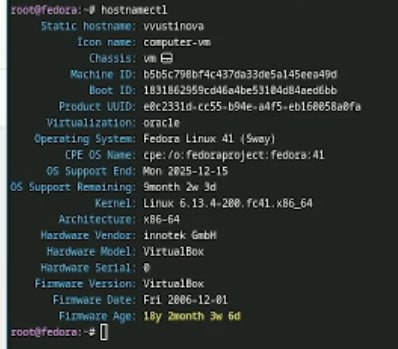 root@fedora:~# hostnamectl
Static hostname: vvustinova
Icon name: computer-vm
Chassis: vm
Machine ID: b5b5c798bf4c437da33de5a145eea49d
Boot ID: 1831862959cd46a4be53104d84aed6bb
Product UUID: e0c2331d-cc55-b94e-a4f5-eb160058a0fa
Virtualization: oracle
Operating System: Fedora Linux 41 (Sway)
CPE OS Name: cpe:/o:fedoraproject:fedora:41
OS Support End: Mon 2025-12-15
OS Support Remaining: 9month 2w 3d
Kernel: Linux 6.13.4-200.fc41.x86_64
Architecture: x86-64
Hardware Vendor: innotek GmbH
Hardware Model: VirtualBox
Hardware Serial: 0
Firmware Version: VirtualBox
Firmware Date: Fri 2006-12-01
Firmware Age: 18y 2month 3w 6d
root@fedora:~#